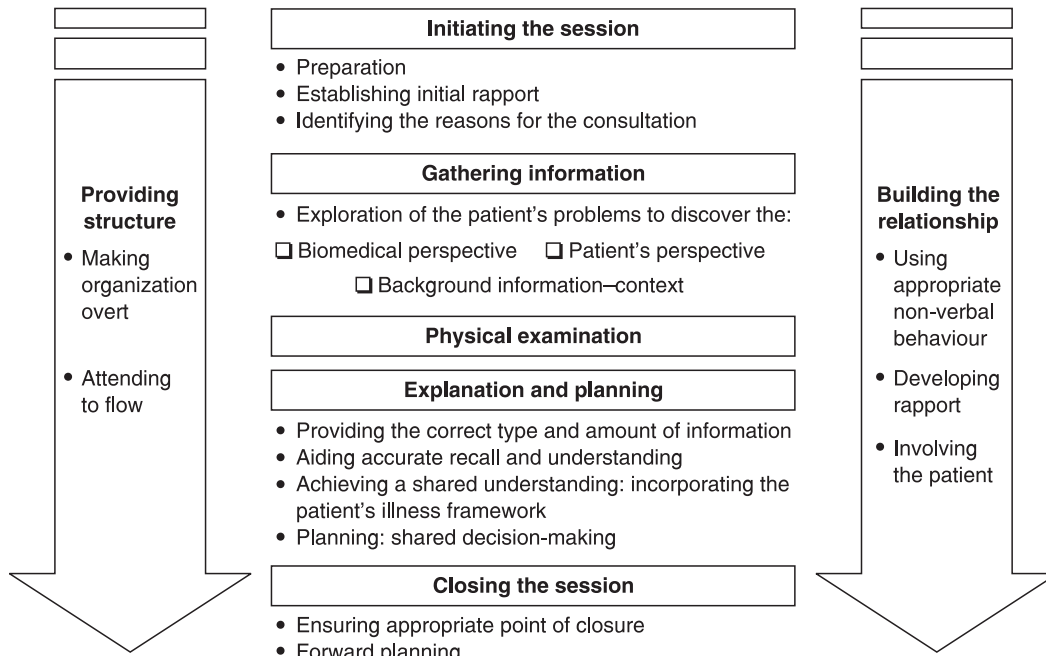 Initiating the session
• Preparation
• Establishing initial rapport
• Identifying the reasons for the consultation
Providing
structure
• Making
organization
overt
• Attending
to flow
Gathering information
• Exploration of the patient’s problems to discover the:
❑ Biomedical perspective ❑ Patient’s perspective
❑ Background information–context
Physical examination
Explanation and planning
• Providing the correct type and amount of information
• Aiding accurate recall and understanding
• Achieving a shared understanding: incorporating the
patient’s illness framework
• Planning: shared decision-making
Closing the session
• Ensuring appropriate point of closure
• Forward planning
Building the
relationship
• Using
appropriate
non-verbal
behaviour
• Developing
rapport
• Involving
the patient